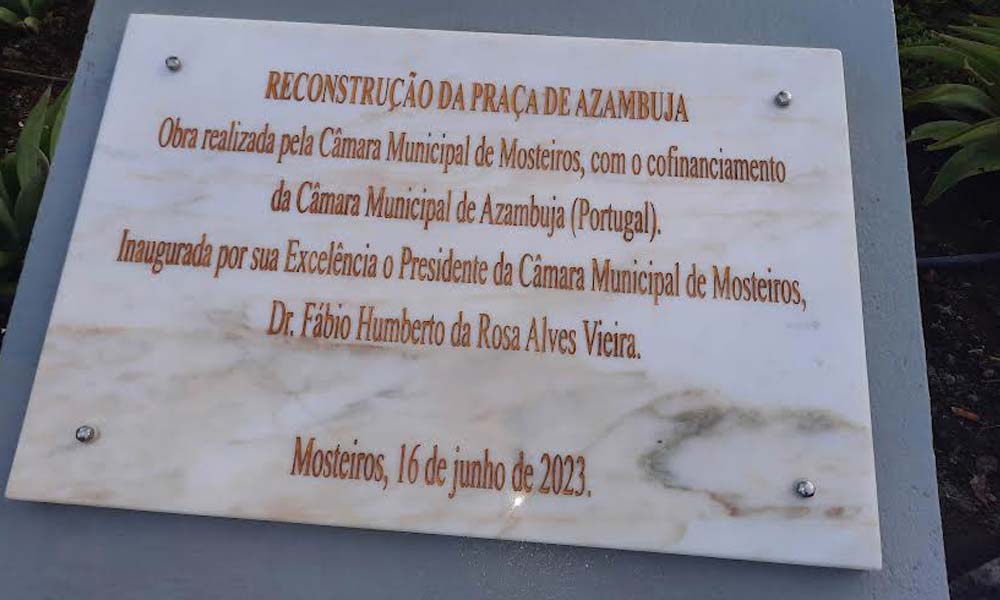 RECONSTRUÇÃO DA PRAÇA DE AZAMBUJA
Obra realizada pela Câmara Municipal de Mosteiros, com o cofinanciamento
da Câmara Municipal de Azambuja (Portugal).
Inaugurada por sua Excelência o Presidente da Câmara Municipal de Mosteiros,
Dr. Fábio Humberto da Rosa Alves Vieira.
Mosteiros, 16 de junho de 2023.